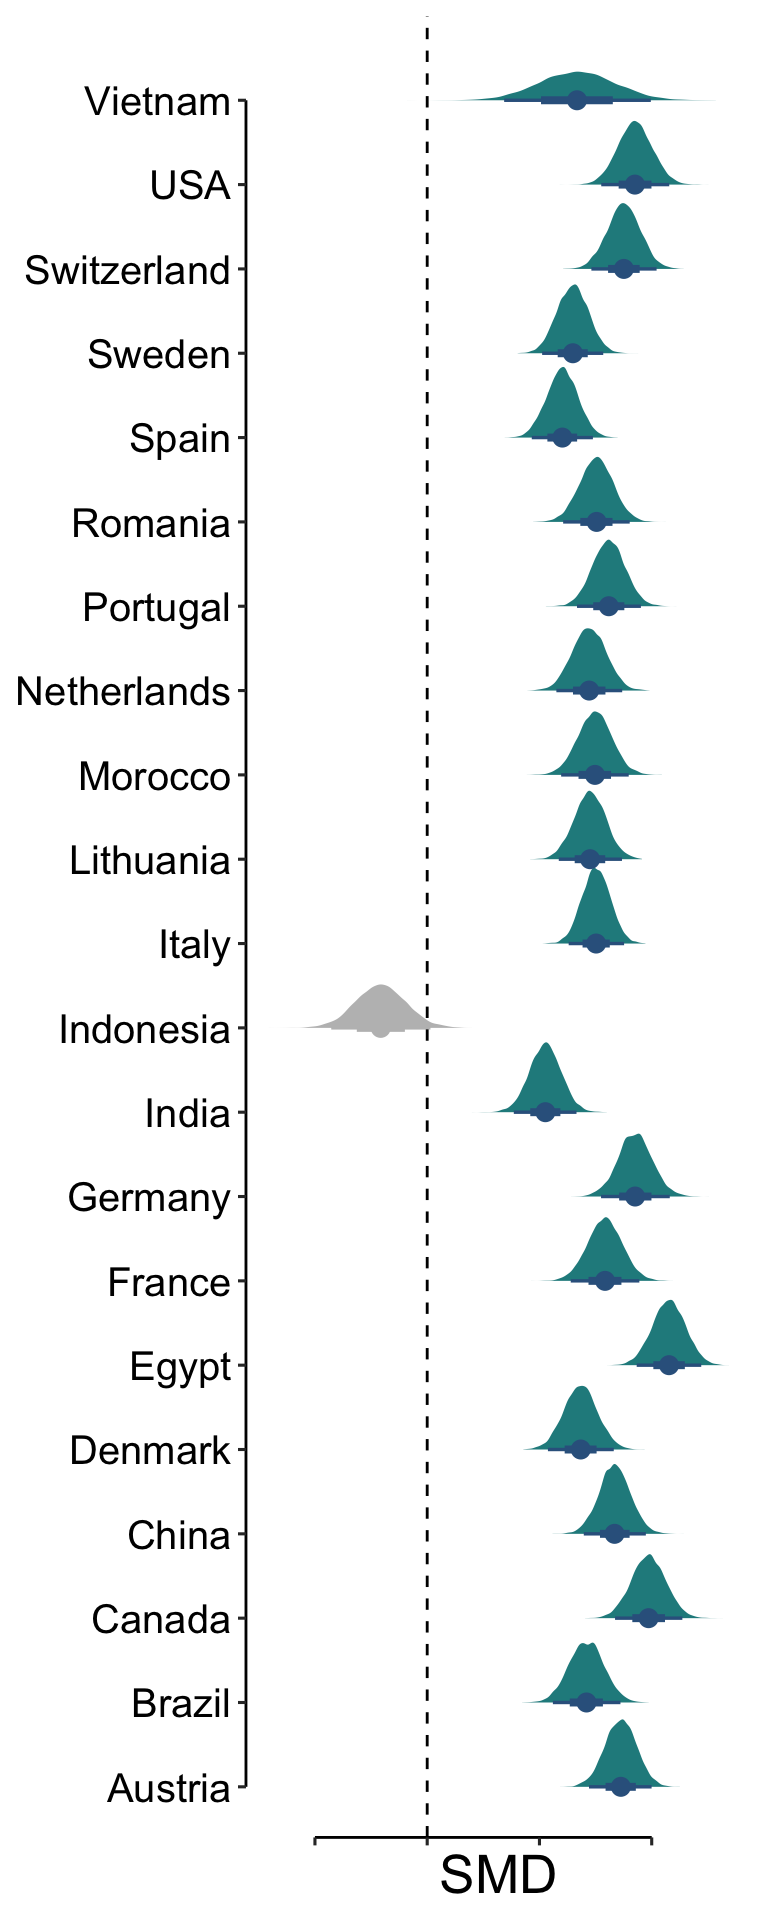 Vietnam
USA
Switzerland
Sweden
Spain
Romania
Portugal
Netherlands
Morocco
Lithuania
Italy
Indonesia
India
Germany
France
Egypt
Denmark
China
Canada
Brazil
Austria
SMD